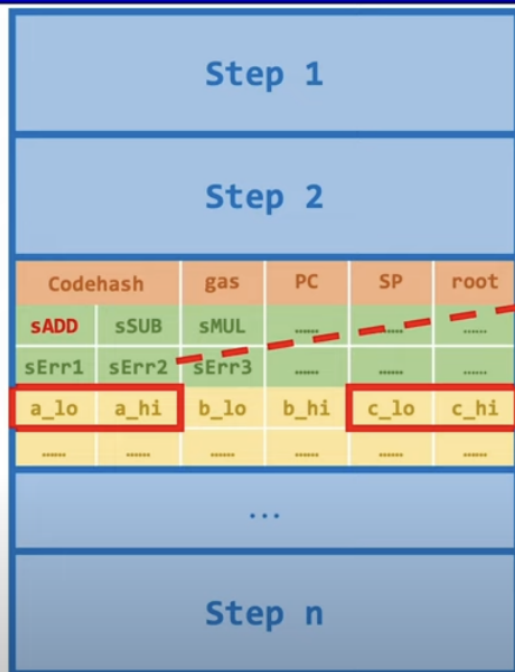 Step 1
Step 2
Codehash gas PC SP root
sADD sSUB sMUL ...... ...... ......
sErr1 sErr2 sErr3 ...... ...... ......
a_lo a_hi b_lo b_hi c_lo c_hi
...... ...... ...... ...... ...... ......
...
Step n